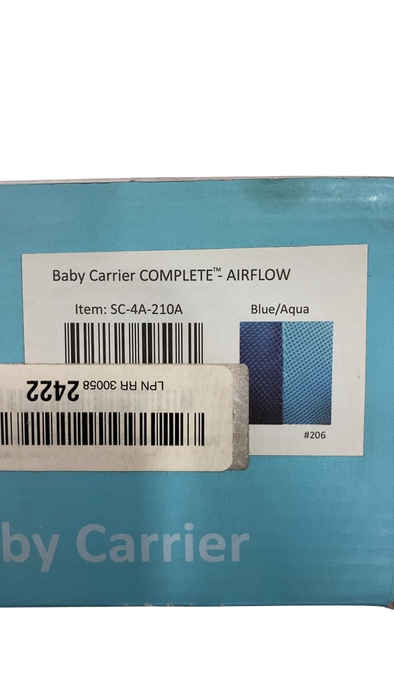 Baby Carrier COMPLETE™- AIRFLOW
Item: SC-4A-210A
Blue/Aqua
LPN RR 30058 2422
#206
by Carrier